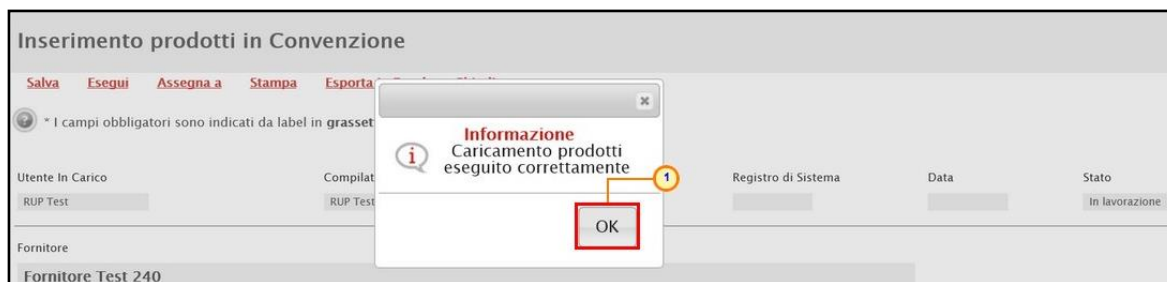 Inserimento prodotti in Convenzione
Salva Esegui Assegna a Stampa Esporta
* I campi obbligatori sono indicati da label in
Informazione
Caricamento prodotti
eseguito correttamente
1
OK
Utente In Carico Registro di Sistema Data Stato
RUP Test RUP Test In lavorazione
Fornitore
Fornitore Test 240